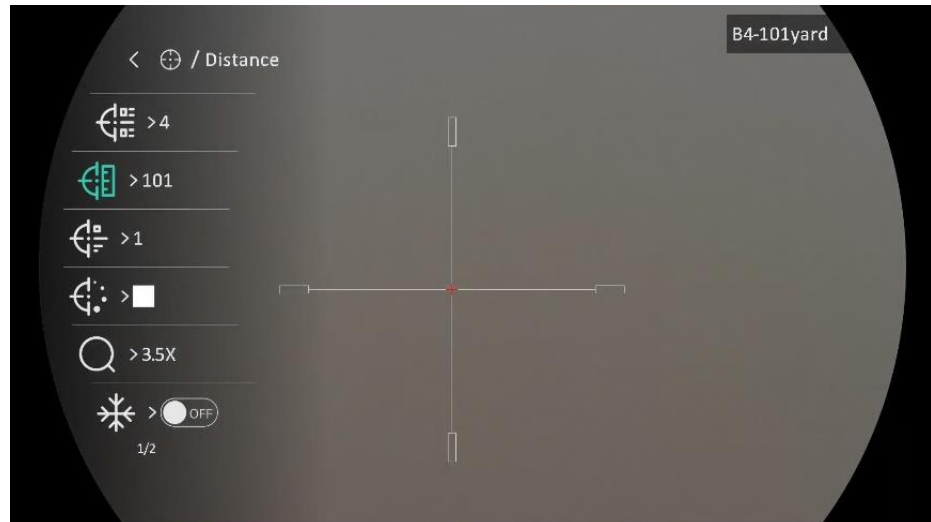 B4-101yard
< / Distance
>4
>101
>1
>
>3.5X
> OFF
1/2